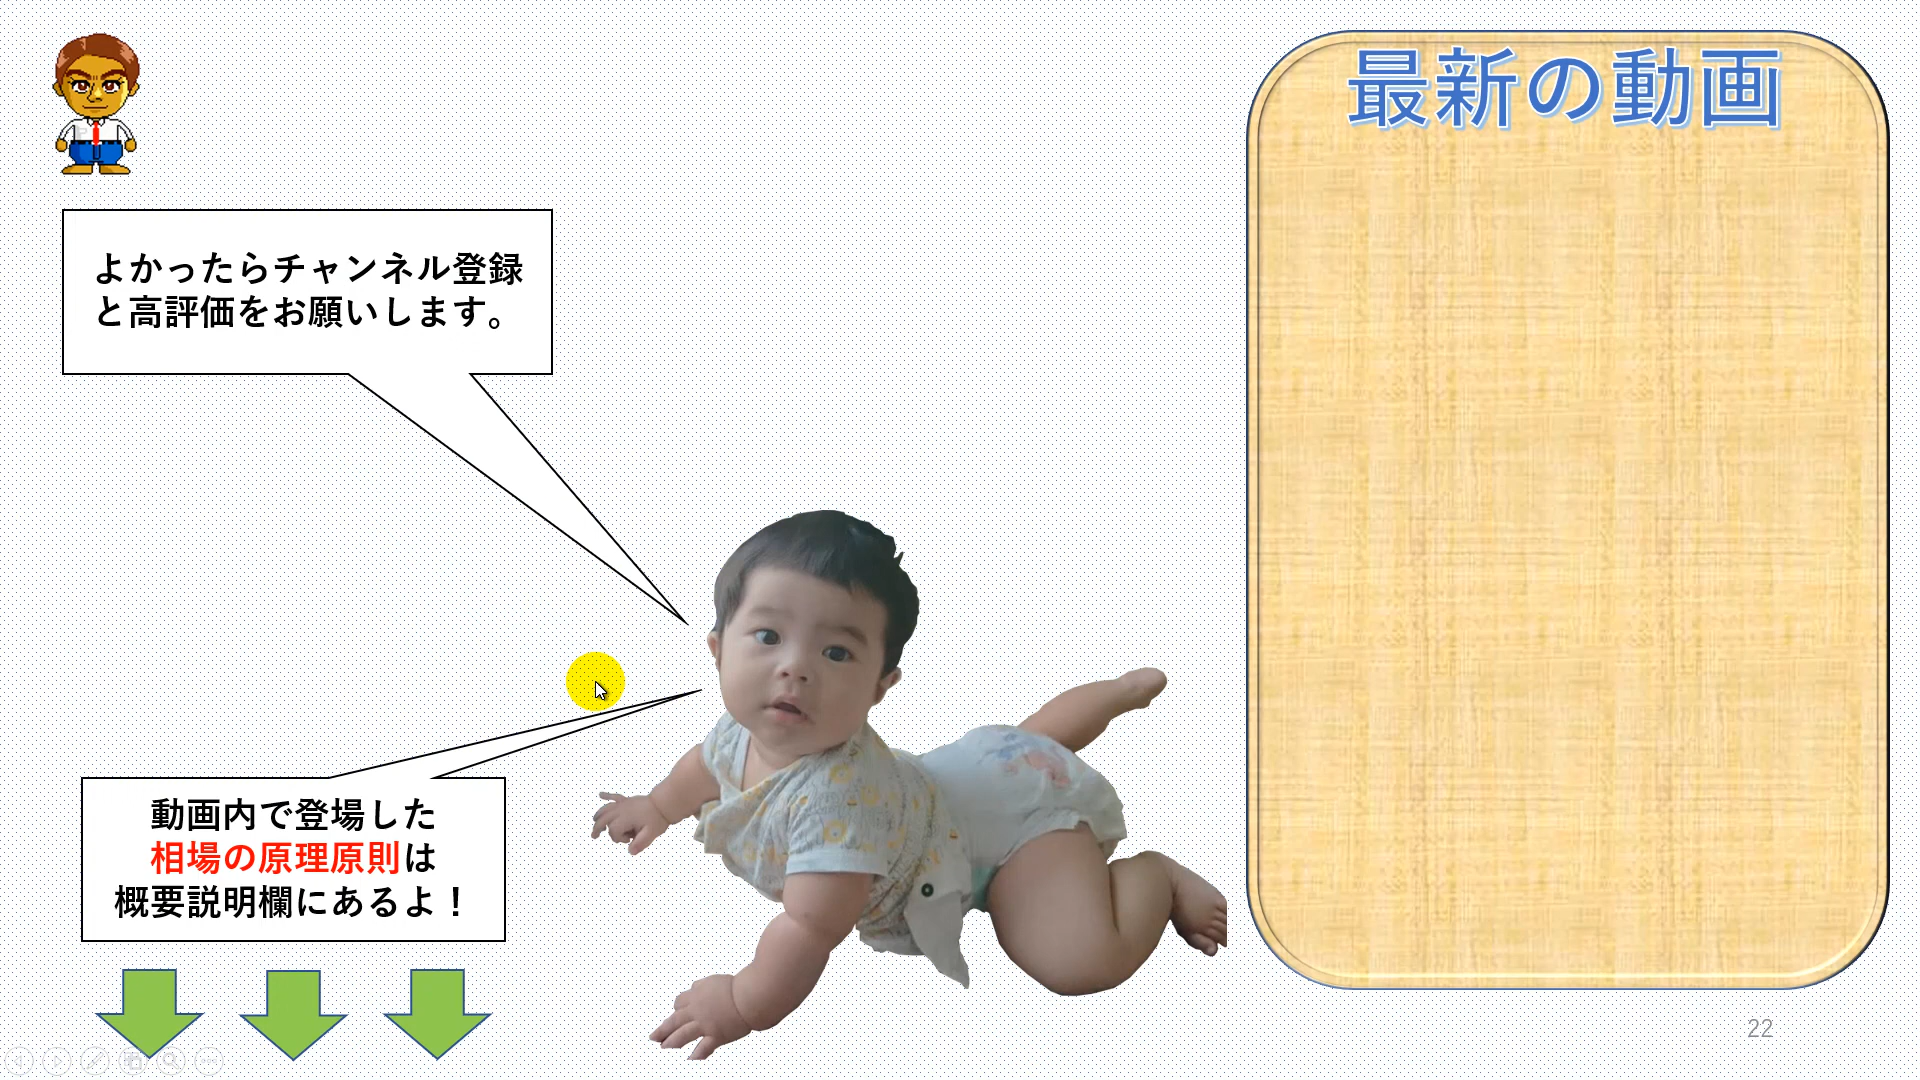 最新の動画
よかったらチャンネル登録
と高評価をお願いします。
動画内で登場した
相場の原理原則は
概要説明欄にあるよ！
22